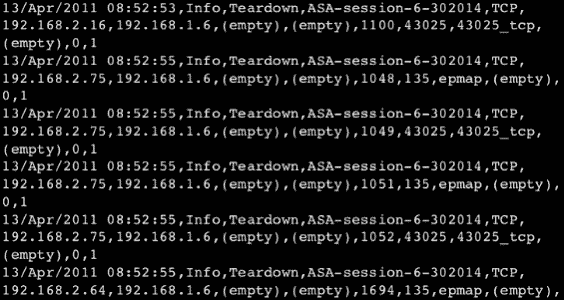 13/Apr/2011 08:52:53,Info,Teardown,ASA-session-6-302014,TCP,
192.168.2.16,192.168.1.6,(empty),(empty),1100,43025,43025_tcp,
(empty),0,1
13/Apr/2011 08:52:55,Info,Teardown,ASA-session-6-302014,TCP,
192.168.2.75,192.168.1.6,(empty),(empty),1048,135,epmap,(empty),
0,1
13/Apr/2011 08:52:55,Info,Teardown,ASA-session-6-302014,TCP,
192.168.2.75,192.168.1.6,(empty),(empty),1049,43025,43025_tcp,
(empty),0,1
13/Apr/2011 08:52:55,Info,Teardown,ASA-session-6-302014,TCP,
192.168.2.75,192.168.1.6,(empty),(empty),1051,135,epmap,(empty),
0,1
13/Apr/2011 08:52:55,Info,Teardown,ASA-session-6-302014,TCP,
192.168.2.75,192.168.1.6,(empty),(empty),1052,43025,43025_tcp,
(empty),0,1
13/Apr/2011 08:52:55,Info,Teardown,ASA-session-6-302014,TCP,
192.168.2.64,192.168.1.6,(empty),(empty),1694,135,epmap,(empty),